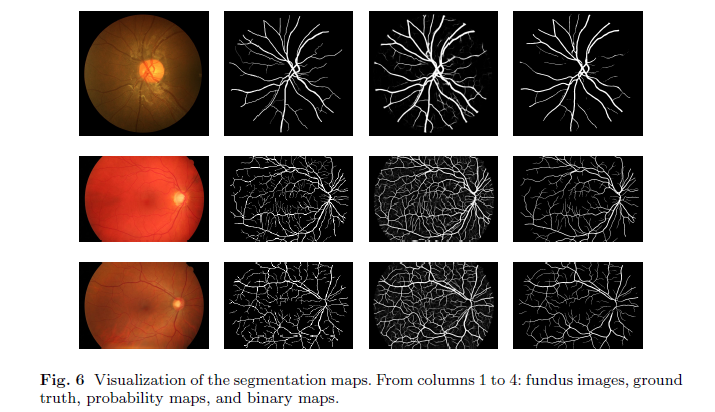 Fig. 6 Visualization of the segmentation maps. From columns 1 to 4: fundus images, ground
truth, probability maps, and binary maps.